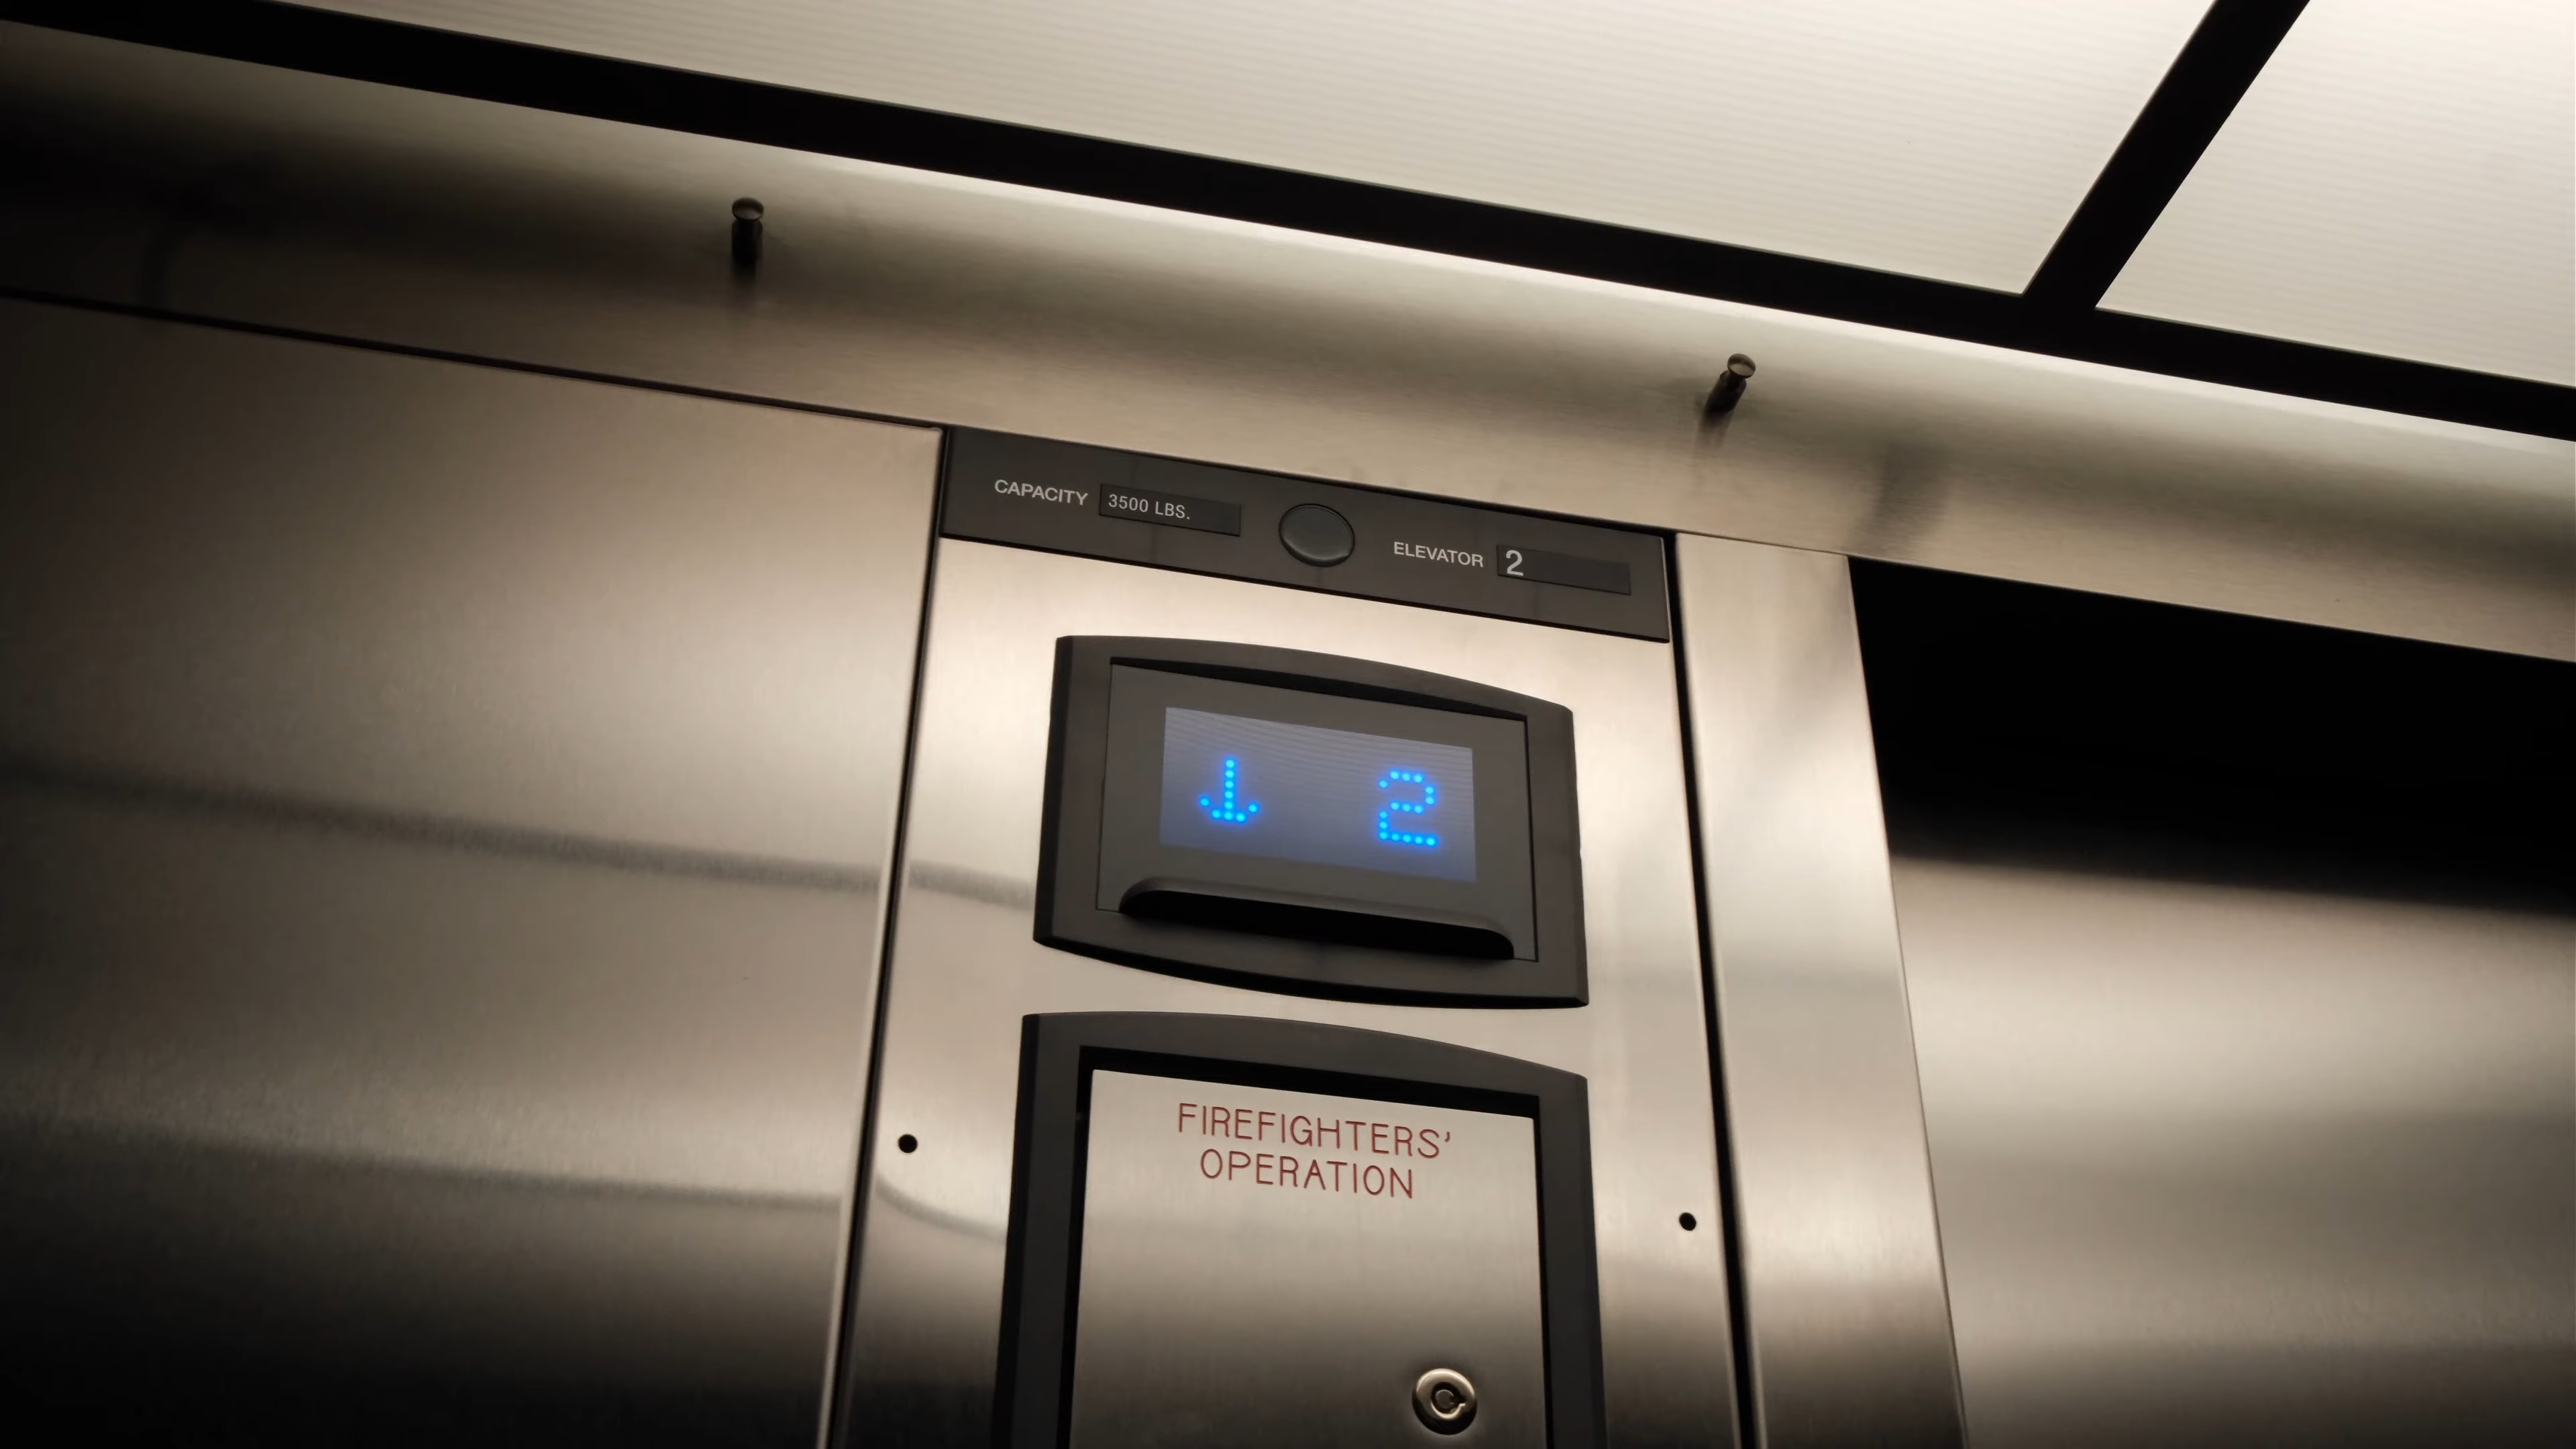 CAPACITY 3500 LBS. ELEVATOR 2
↓ 2
FIREFIGHTERS'
OPERATION